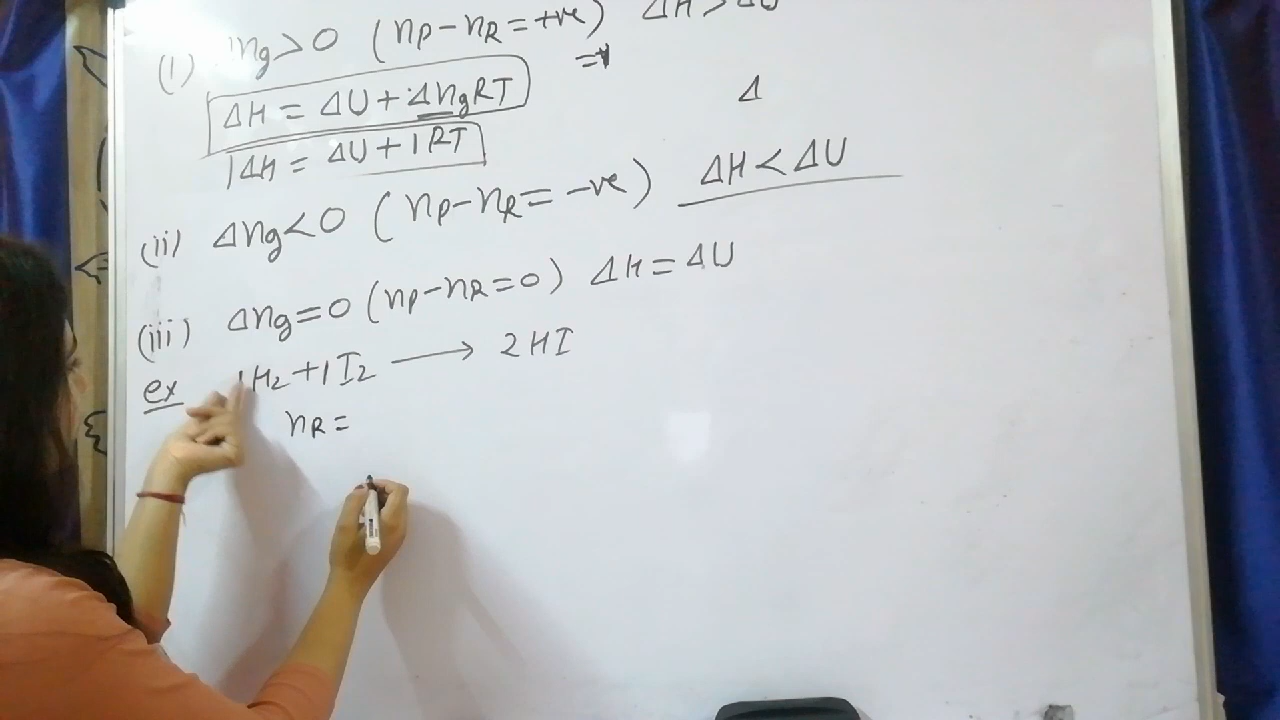 (i) Δng>0 (nP-nR=+ve) ΔH>ΔU
ΔH = ΔU + ΔngRT
ΔH = ΔU + 1RT
Δ
(ii) Δng<0 (nP-nR=-ve) ΔH<ΔU
(iii) Δng=0 (nP-nR=0) ΔH=ΔU
ex 1H2+1I2 ⟶ 2HI
nR=